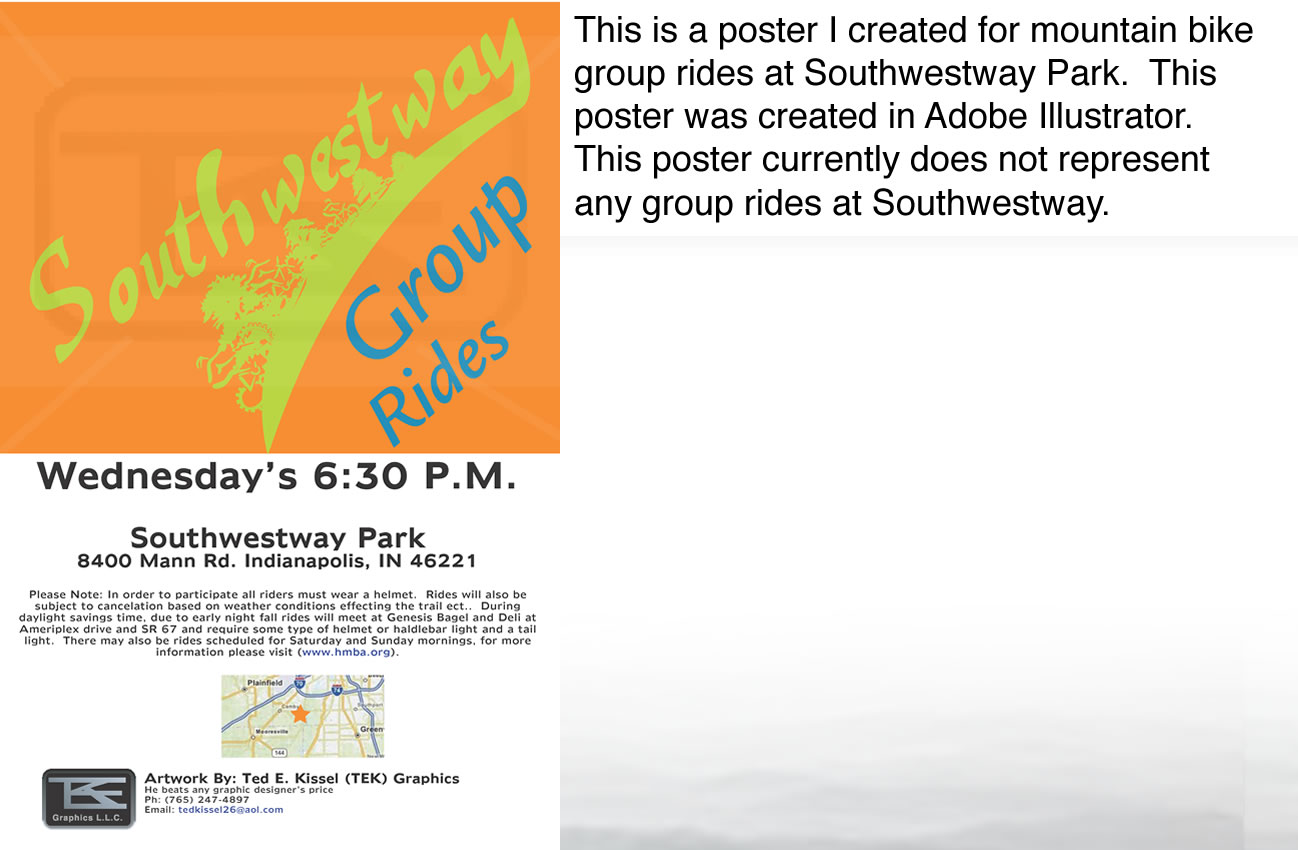 Southwestway
Group
Rides
Wednesday's 6:30 P.M.
Southwestway Park
8400 Mann Rd. Indianapolis, IN 46221
Please Note: In order to participate all riders must wear a helmet.  Rides will also be
subject to cancelation based on weather conditions effecting the trail ect..  During
daylight savings time, due to early night fall rides will meet at Genesis Bagel and Deli at
Ameriplex drive and SR 67 and require some type of helmet or haldlebar light and a tail
light.  There may also be rides scheduled for Saturday and Sunday mornings, for more
information please visit (www.hmba.org).
Plainfield
70
74
Camby
Southport
Mooresville
Green
144
TEK
Graphics L.L.C.
Artwork By: Ted E. Kissel (TEK) Graphics
He beats any graphic designer's price
Ph: (765) 247-4897
Email: tedkissel26@aol.com
This is a poster I created for mountain bike
group rides at Southwestway Park.  This
poster was created in Adobe Illustrator.
This poster currently does not represent
any group rides at Southwestway.